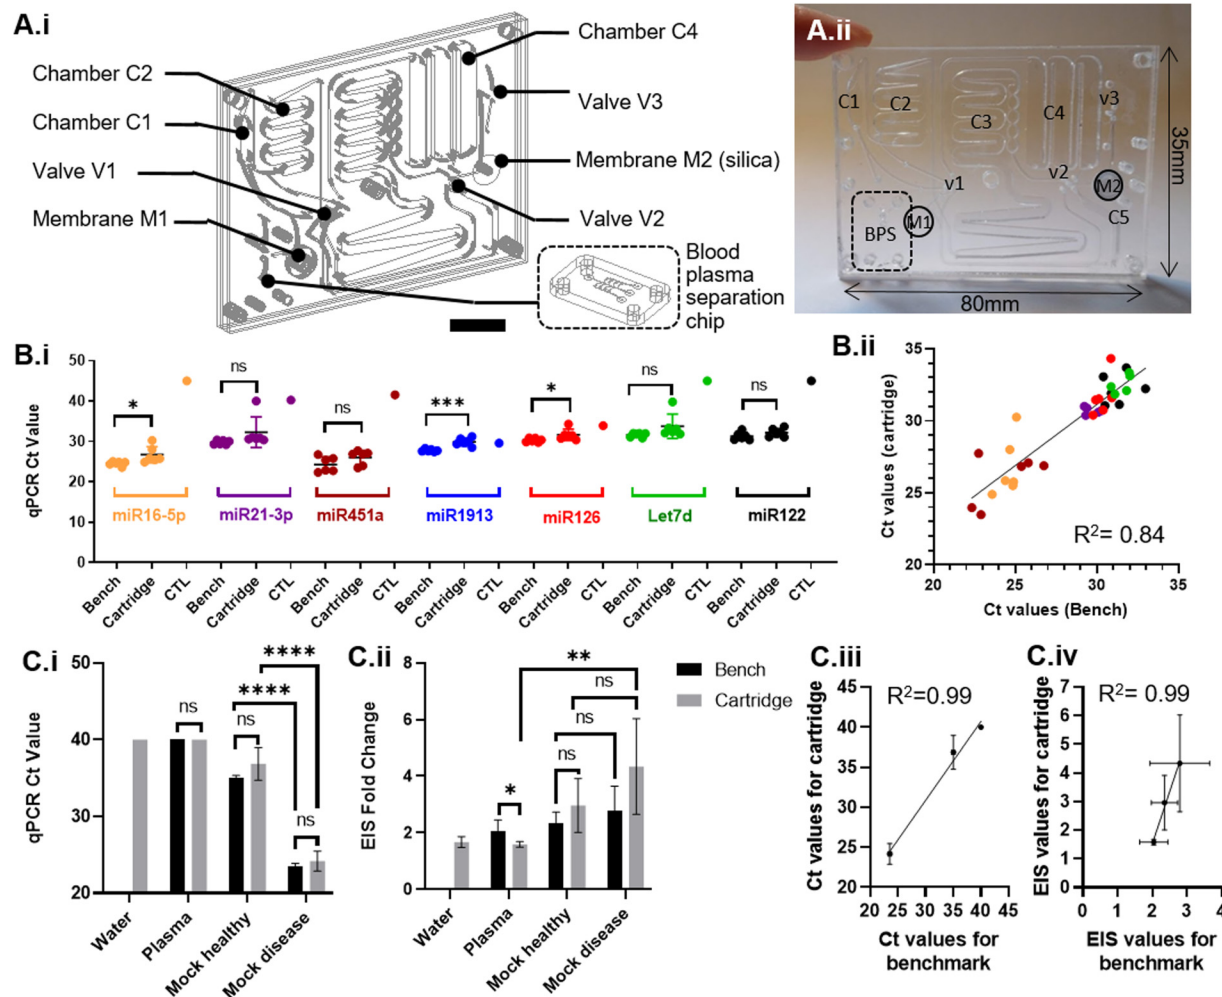 A.i
Chamber C2
Chamber C1
Valve V1
Membrane M1
Chamber C4
Valve V3
Membrane M2 (silica)
Valve V2
Blood
plasma
separation
chip
A.ii
C1
C2
C3
C4
v3
v1
v2
M2
M1
C5
BPS
35mm
80mm
B.i
qPCR Ct Value
50
40
30
20
10
0
*
ns
ns
***
*
ns
ns
miR16-5p
miR21-3p
miR451a
miR1913
miR126
Let7d
miR122
Bench
Cartridge
CTL
Bench
Cartridge
CTL
Bench
Cartridge
CTL
Bench
Cartridge
CTL
Bench
Cartridge
CTL
Bench
Cartridge
CTL
Bench
Cartridge
CTL
B.ii
Ct values (cartridge)
35
30
25
20
R²= 0.84
20
25
30
35
Ct values (Bench)
C.i
qPCR Ct Value
50
40
30
20
****
****
ns
ns
ns
Water
Plasma
Mock healthy
Mock disease
C.ii
EIS Fold Change
8
6
4
2
0
**
ns
ns
ns
*
Water
Plasma
Mock healthy
Mock disease
Bench
Cartridge
C.iii
Ct values for cartridge
R²=0.99
45
40
35
30
25
20
20 25 30 35 40 45
Ct values for
benchmark
C.iv
EIS values for cartridge
R²= 0.99
7
6
5
4
3
2
1
0
0 1 2 3 4
EIS values for
benchmark